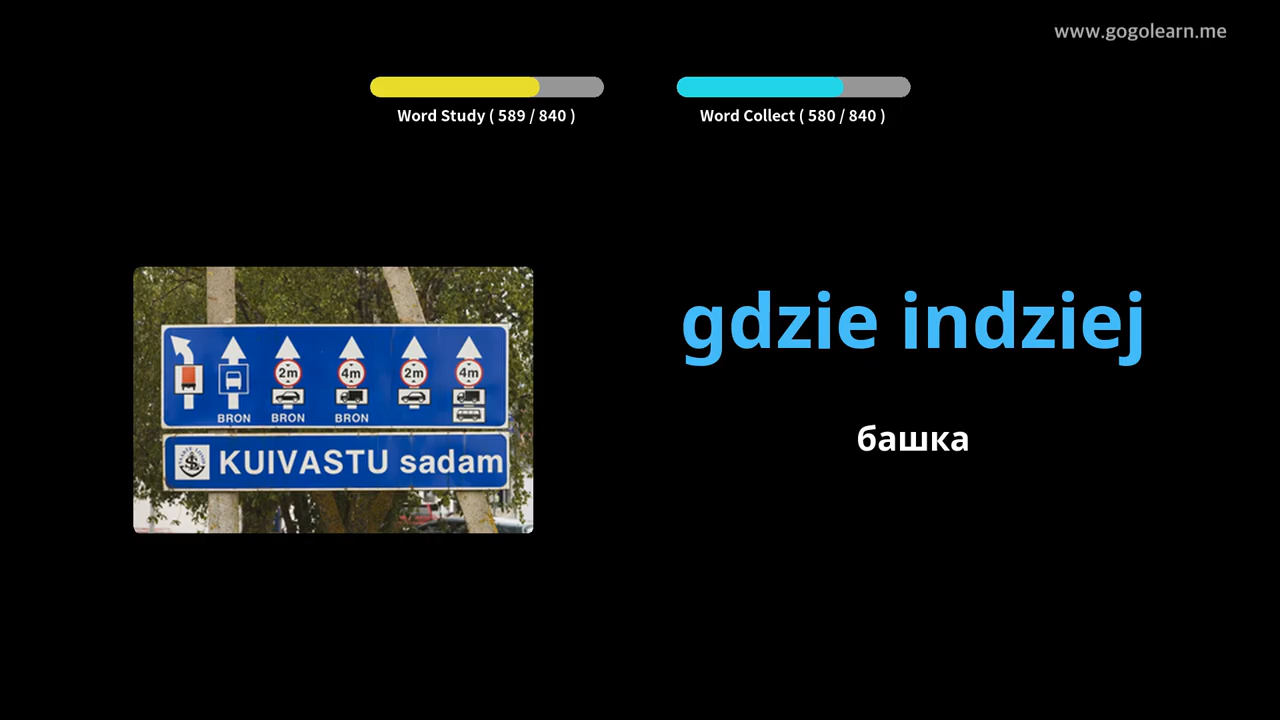 www.gogolearn.me
Word Study ( 589 / 840 )
Word Collect ( 580 / 840 )
2m 4m 2m 4m
BRON BRON BRON
KUIVASTU sadam
gdzie indziej
башка